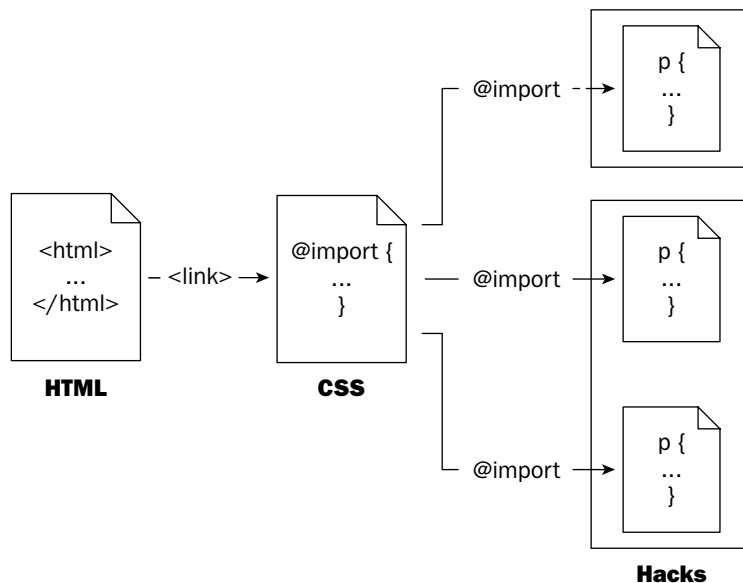 <html>
...
</html>
HTML
<link>
@import {
...
}
CSS
@import
p {
...
}
@import
p {
...
}
@import
p {
...
}
Hacks